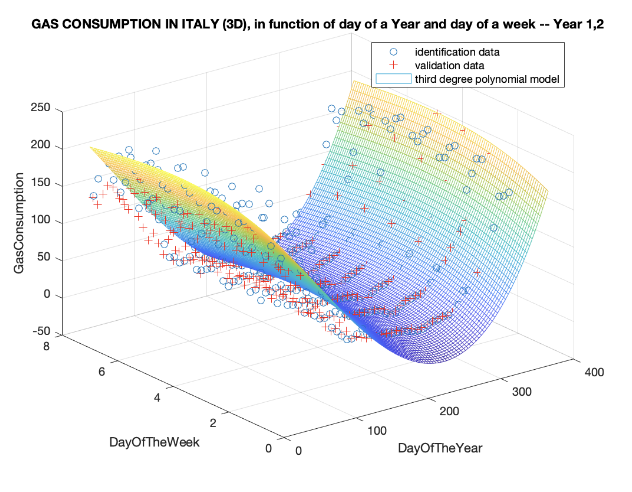 GAS CONSUMPTION IN ITALY (3D), in function of day of a Year and day of a week -- Year 1,2
identification data
validation data
third degree polynomial model
250
200
150
100
50
0
-50
GasConsumption
8
6
4
2
0
DayOfTheWeek
0
100
200
300
400
DayOfTheYear